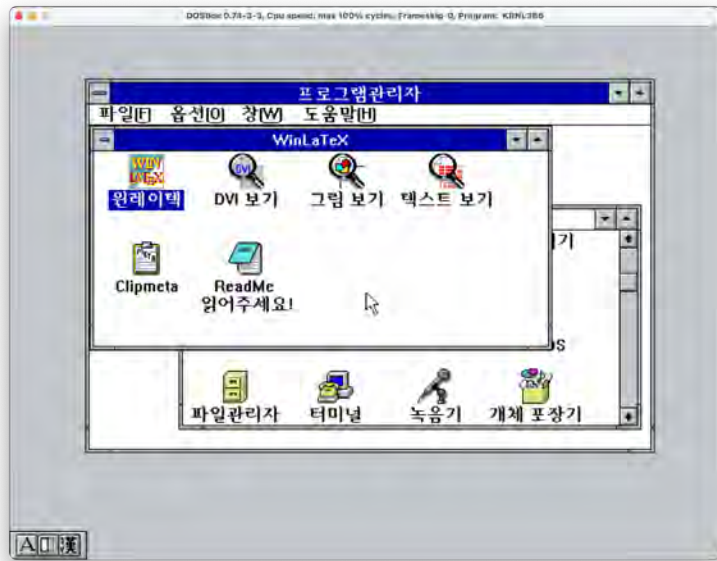 DOSBox 0.74-3-3, Cpu speed: max 100% cycles, Frameskip 0, Program: KRNL386
프로그램관리자
파일[F] 옵션[O] 창[W] 도움말[H]
WinLaTeX
윈레이텍
DVI 보기
그림 보기
텍스트 보기
Clipmeta
ReadMe
읽어주세요!
파일관리자
터미널
녹음기
개체 포장기
A 漢